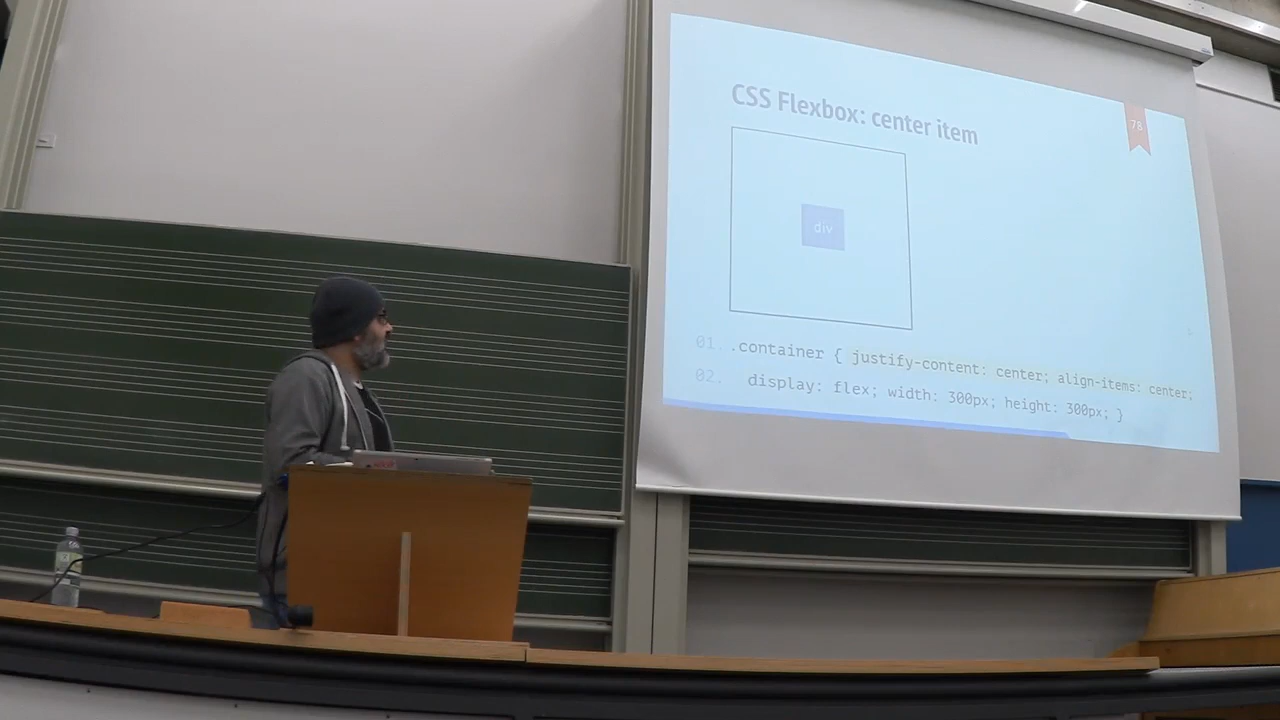 CSS Flexbox: center item
78
div
01. .container { justify-content: center; align-items: center;
02. display: flex; width: 300px; height: 300px; }